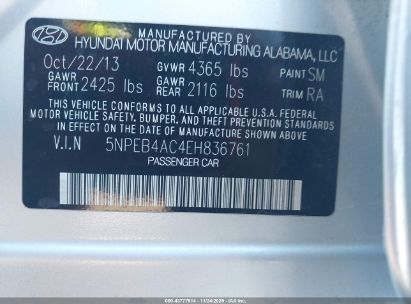 MFD. BY
HYUNDAI MOTOR MANUFACTURING ALABAMA, LLC
Oct/22/13 GVWR 4365 lbs PAINT SM
GAWR FRONT 2425 lbs GAWR REAR 2116 lbs TRIM RA
THIS VEHICLE CONFORMS TO ALL APPLICABLE U.S.A. FEDERAL
MOTOR VEHICLE SAFETY, BUMPER, AND THEFT PREVENTION STANDARDS
IN EFFECT ON THE DATE OF MANUFACTURE SHOWN ABOVE.
V.I.N 5NPEB4AC4EH836761
PASSENGER CAR